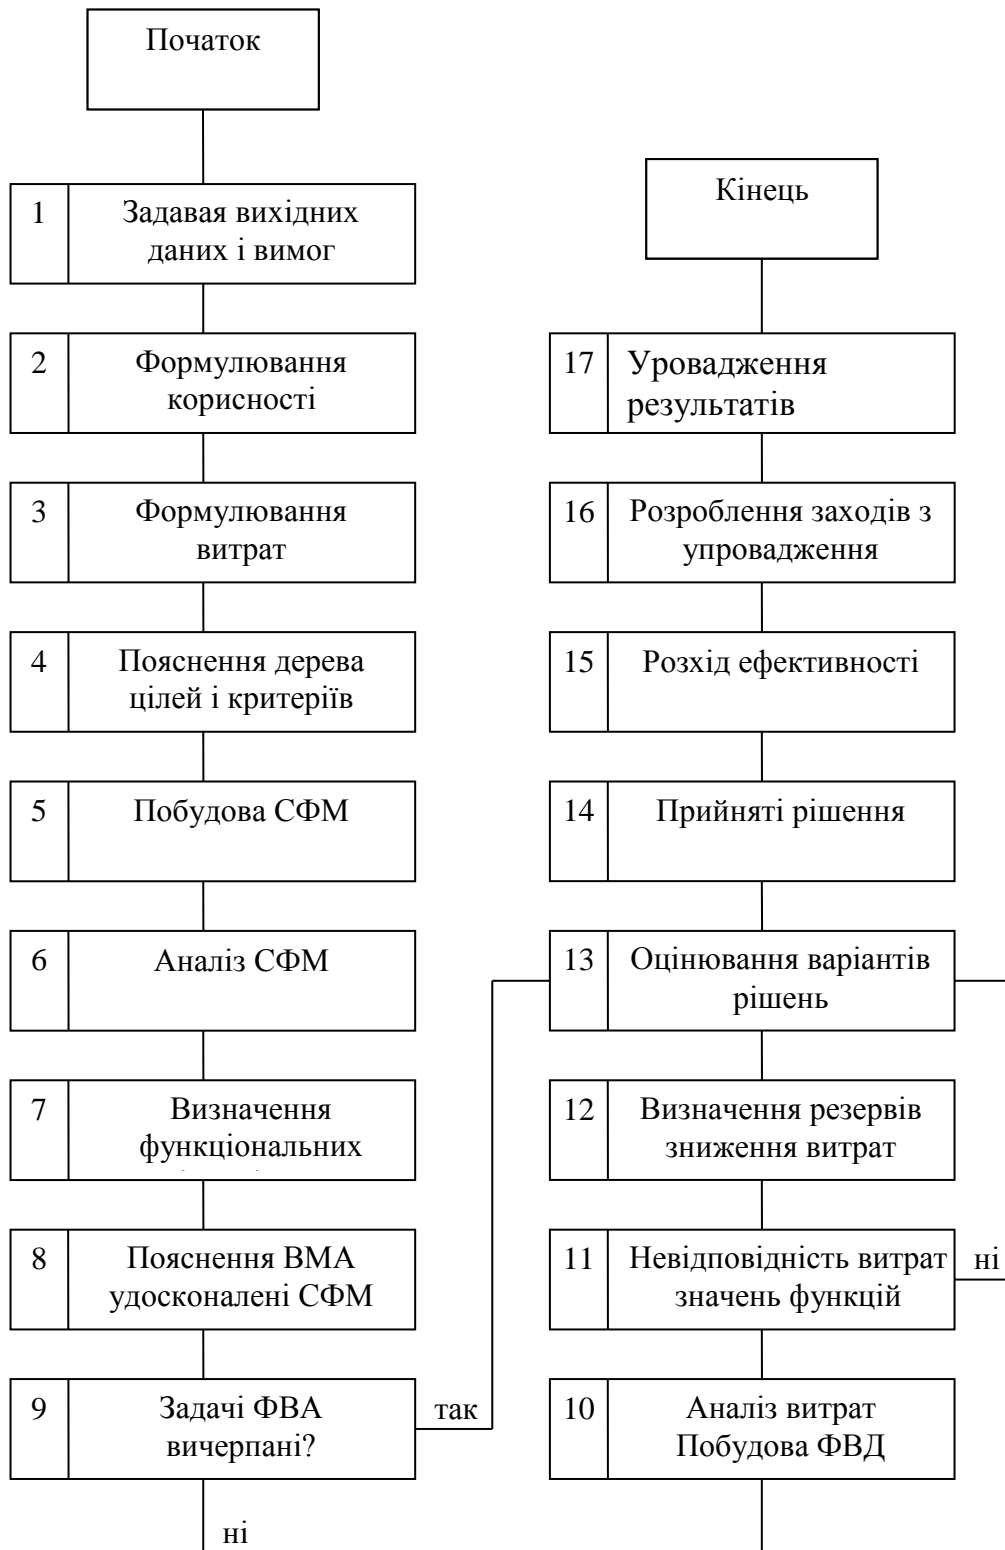 Початок
1
Задавая вихідних
даних і вимог
2
Формулювання
корисності
3
Формулювання
витрат
4
Пояснення дерева
цілей і критеріїв
5
Побудова СФМ
6
Аналіз СФМ
7
Визначення
функціональних
8
Пояснення ВМА
удосконалені СФМ
9
Задачі ФВА
вичерпані?
так
ні
Кінець
17
Уровадження
результатів
16
Розроблення заходів з
упровадження
15
Розхід ефективності
14
Прийняті рішення
13
Оцінювання варіантів
рішень
12
Визначення резервів
зниження витрат
11
Невідповідність витрат
значень функцій
ні
10
Аналіз витрат
Побудова ФВД